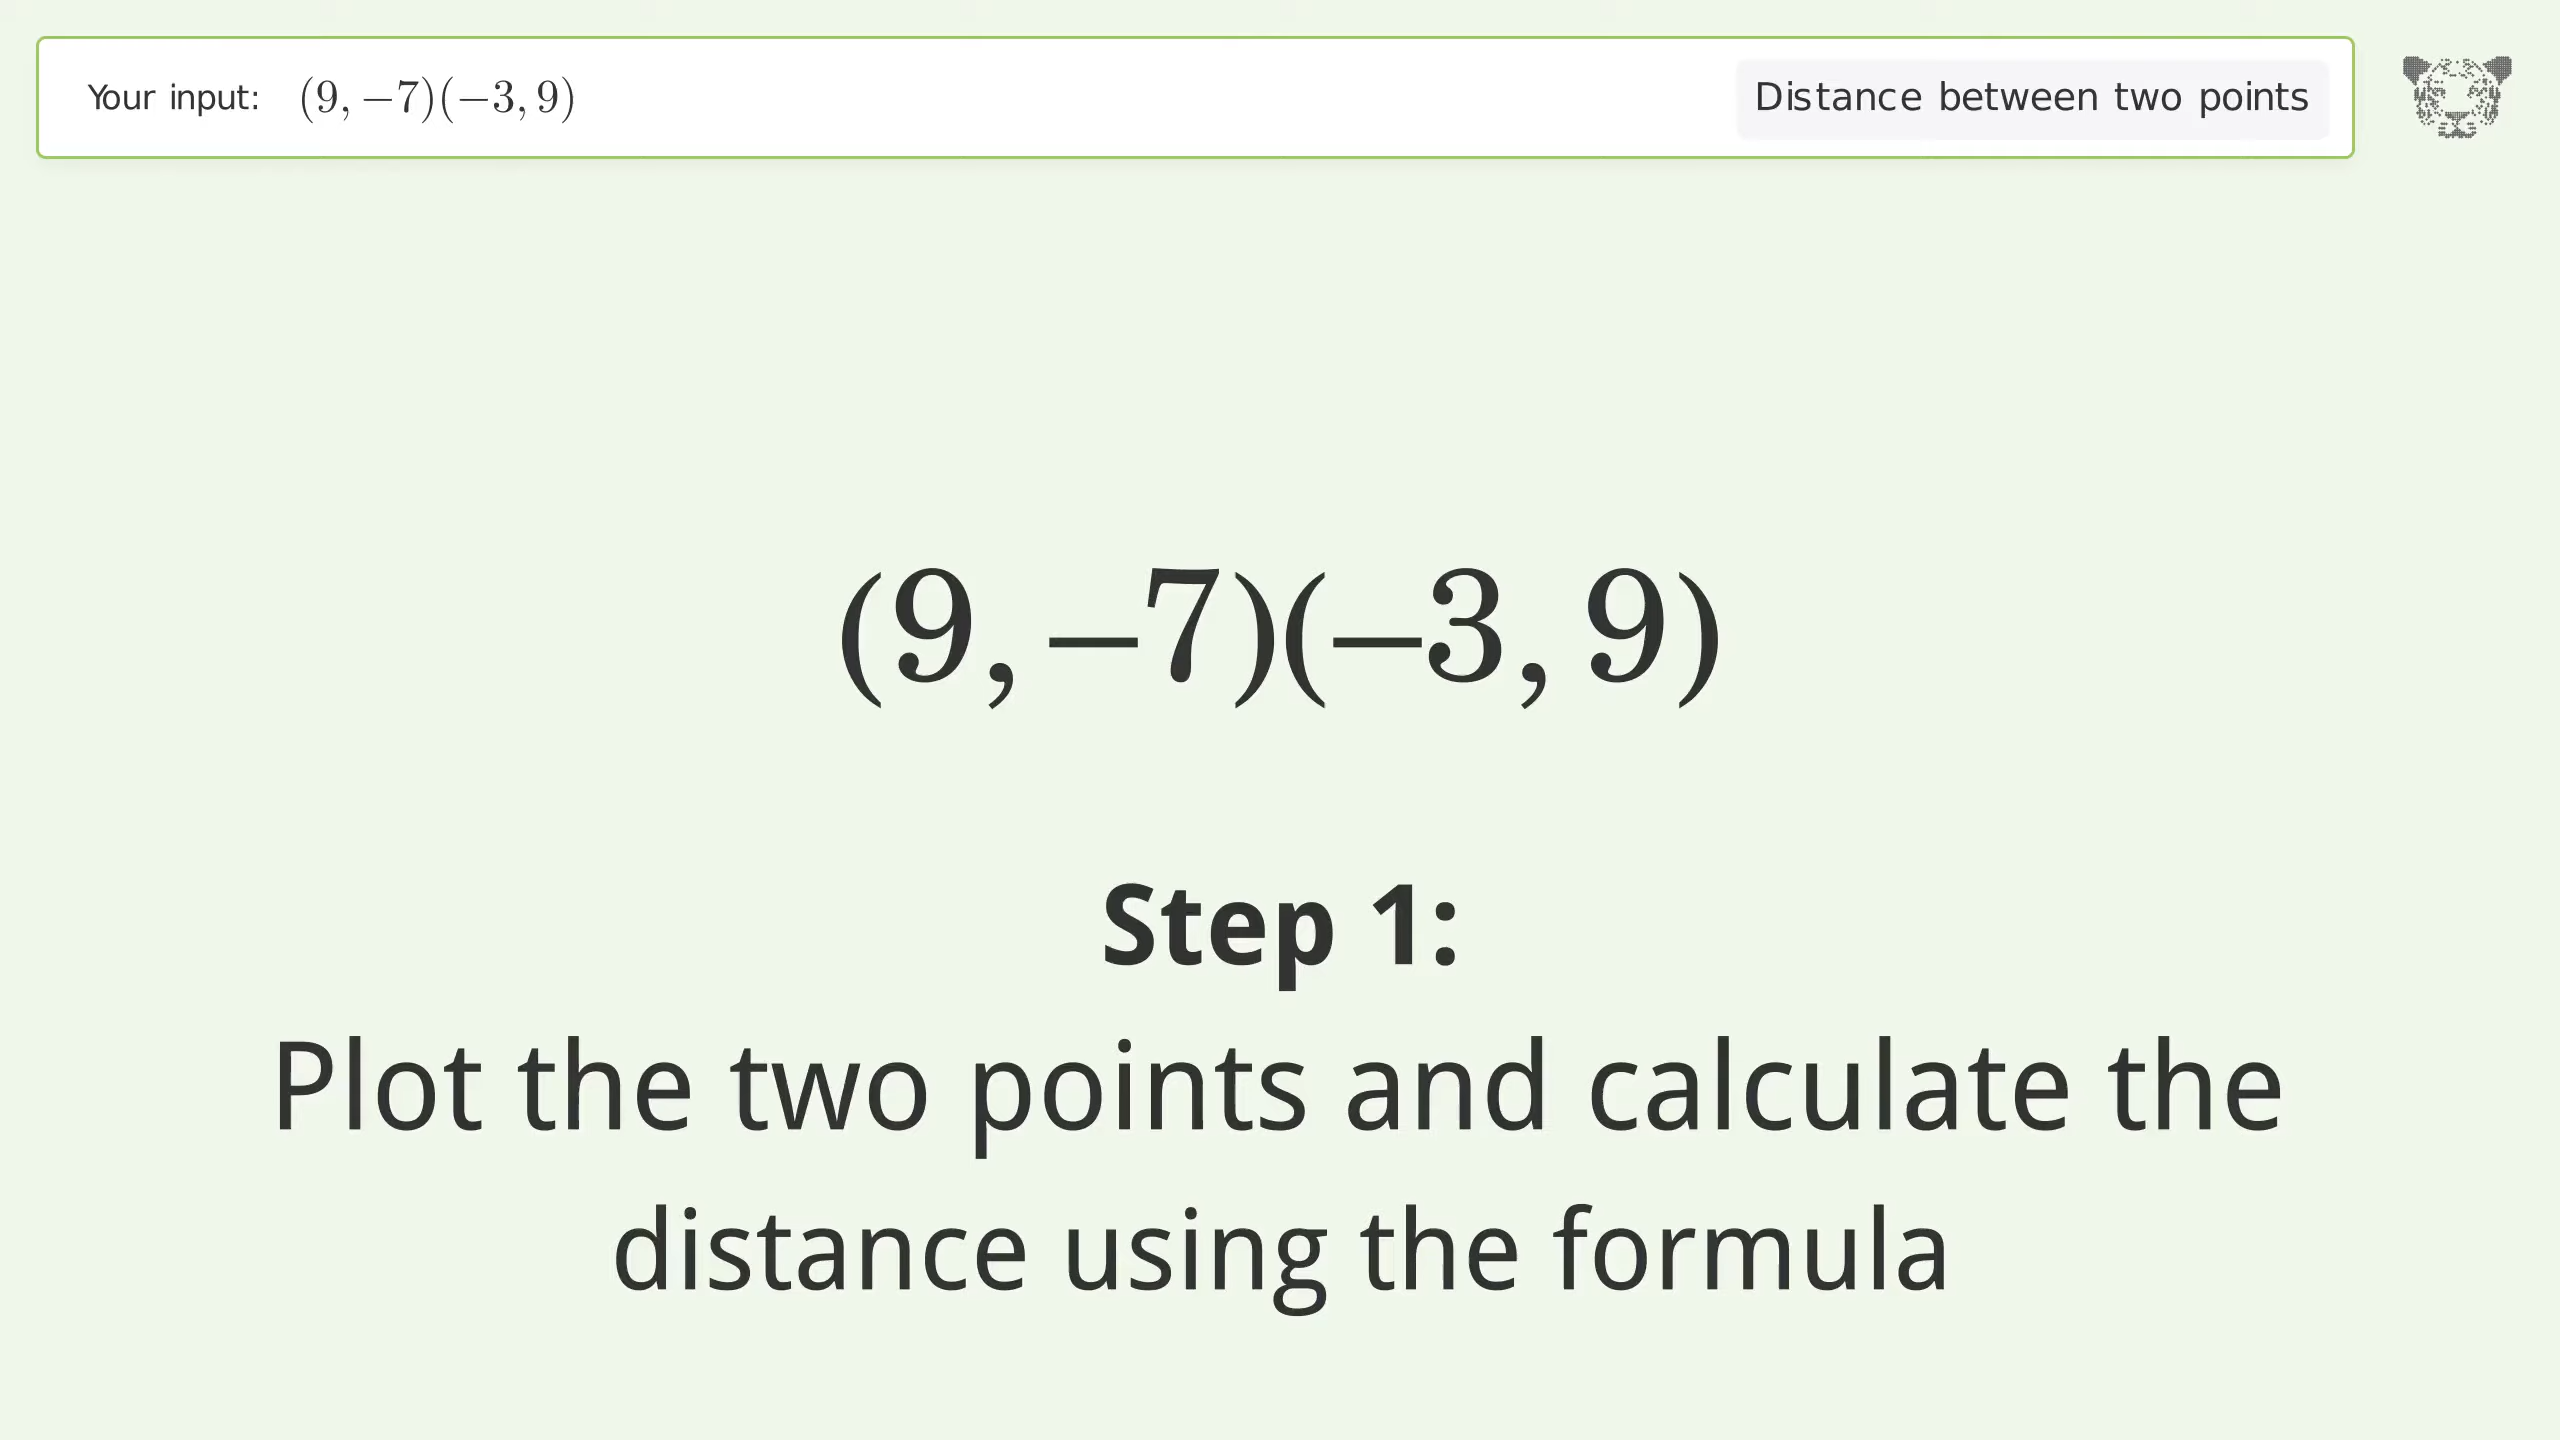 Your input: (9, −7)(−3, 9)
Distance between two points
(9, −7)(−3, 9)
Step 1:
Plot the two points and calculate the
distance using the formula